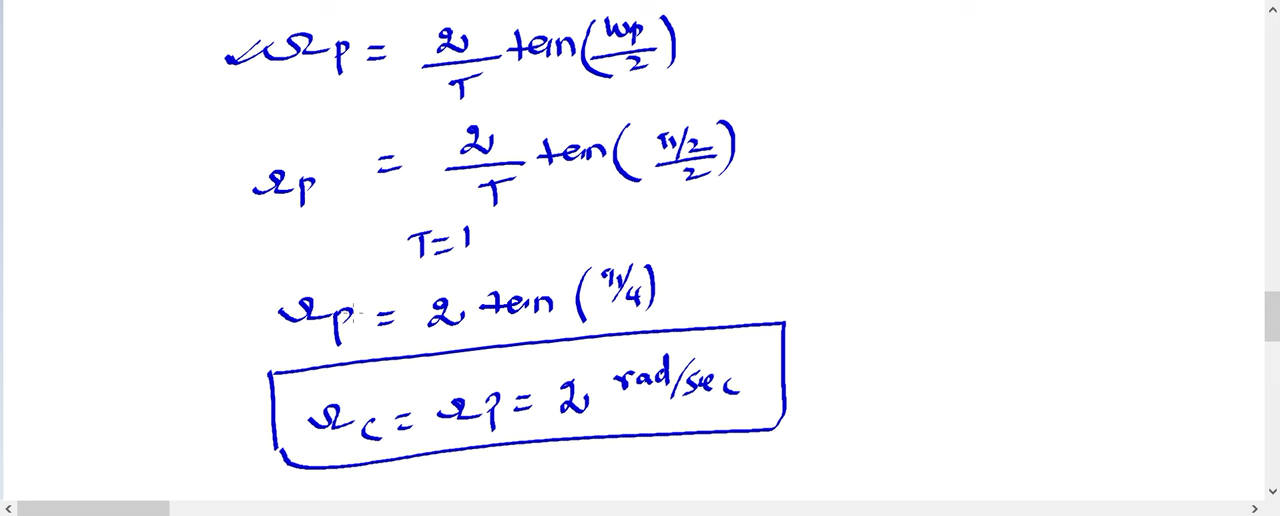 Ωp = 2/T tan(ωp/2)
Ωp = 2/T tan(π/2/2)
T=1
Ωp = 2 tan(π/4)
Ωc = Ωp = 2 rad/sec